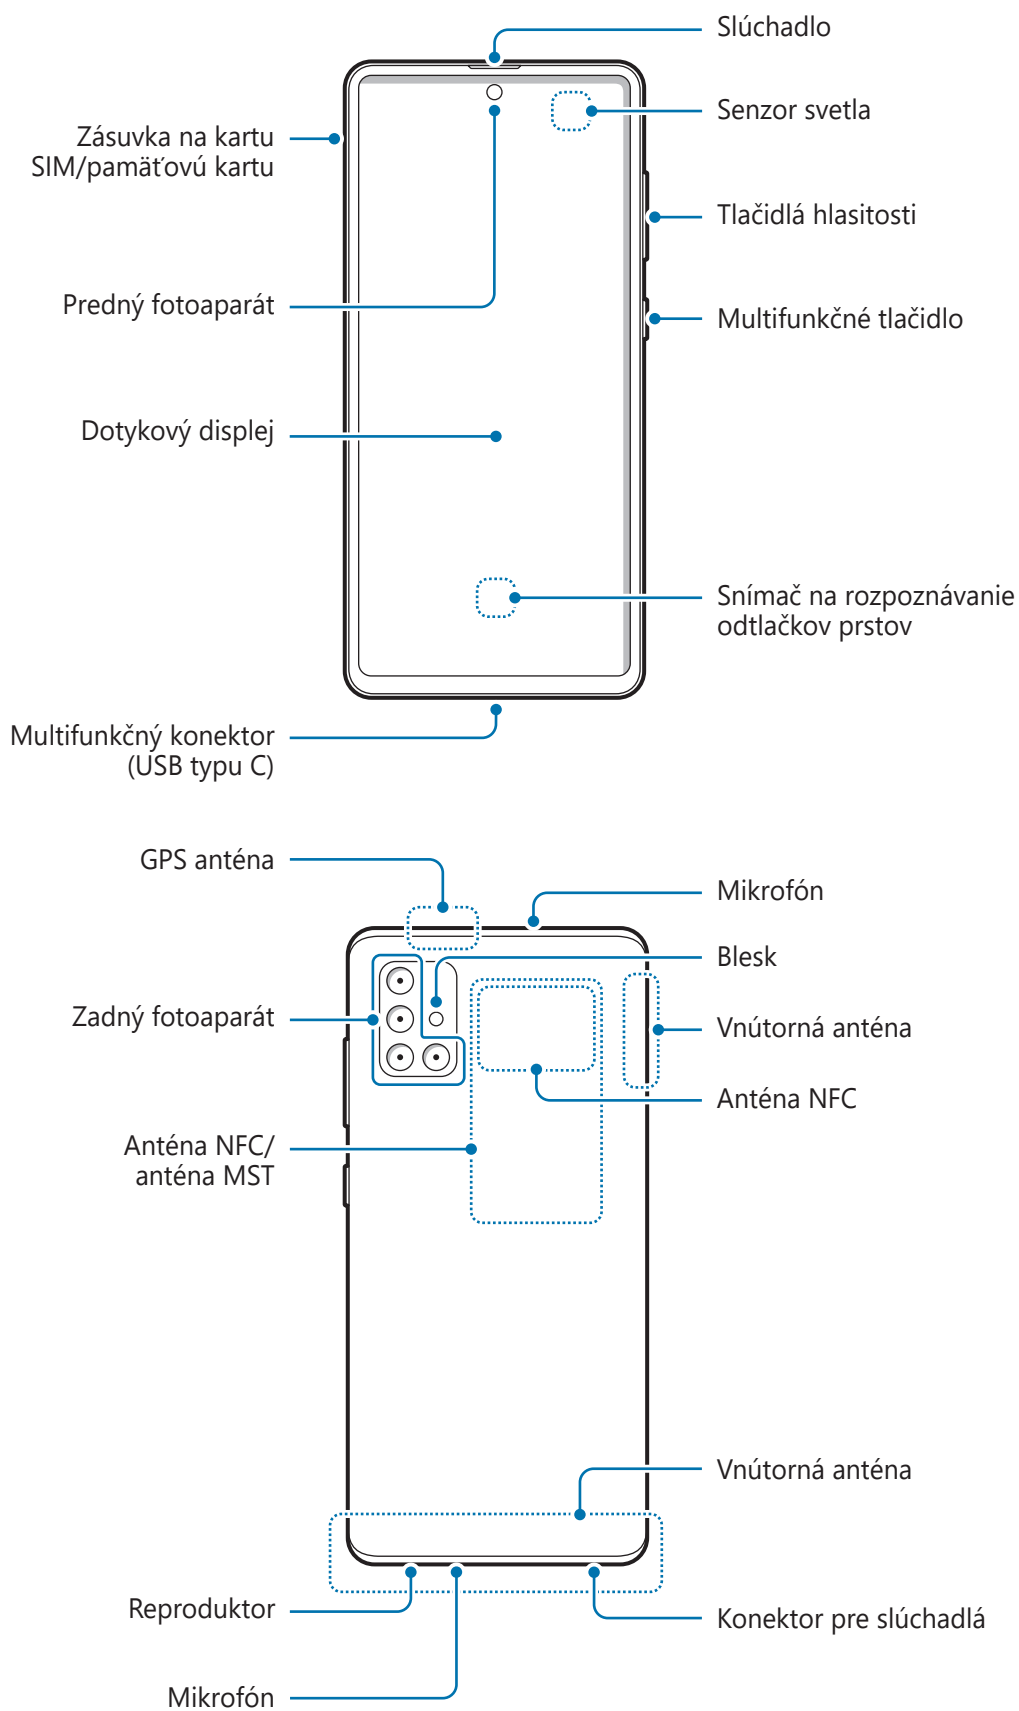 Slúchadlo
Senzor svetla
Zásuvka na kartu
SIM/pamäťovú kartu
Tlačidlá hlasitosti
Predný fotoaparát
Multifunkčné tlačidlo
Dotykový displej
Snímač na rozpoznávanie
odtlačkov prstov
Multifunkčný konektor
(USB typu C)
GPS anténa
Mikrofón
Blesk
Zadný fotoaparát
Vnútorná anténa
Anténa NFC
Anténa NFC/
anténa MST
Vnútorná anténa
Reproduktor
Konektor pre slúchadlá
Mikrofón